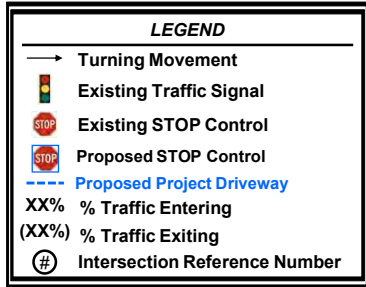 LEGEND
Turning Movement
Existing Traffic Signal
STOP Existing STOP Control
STOP Proposed STOP Control
Proposed Project Driveway
XX% % Traffic Entering
(XX%) % Traffic Exiting
# Intersection Reference Number